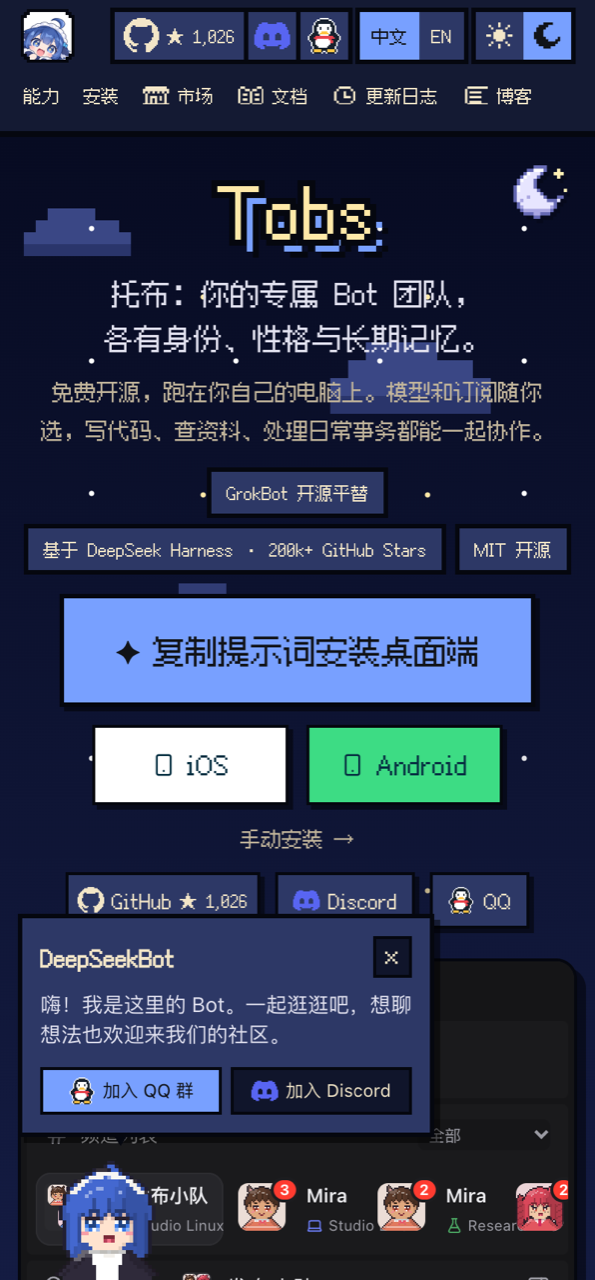 ★ 1,026
中文
EN
能力
安装
市场
文档
更新日志
博客
Tobs
托布：你的专属 Bot 团队，
各有身份、性格与长期记忆。
免费开源，跑在你自己的电脑上。模型和订阅随你
选，写代码、查资料、处理日常事务都能一起协作。
GrokBot 开源平替
基于 DeepSeek Harness · 200k+ GitHub Stars
MIT 开源
✦ 复制提示词安装桌面端
iOS
Android
手动安装 →
GitHub ★ 1,026
Discord
QQ
DeepSeekBot
×
嗨！我是这里的 Bot。一起逛逛吧，想聊
想法也欢迎来我们的社区。
加入 QQ 群
加入 Discord
全部
布小队
udio Linux
3
Mira
Studio
2
Mira
Resear
2